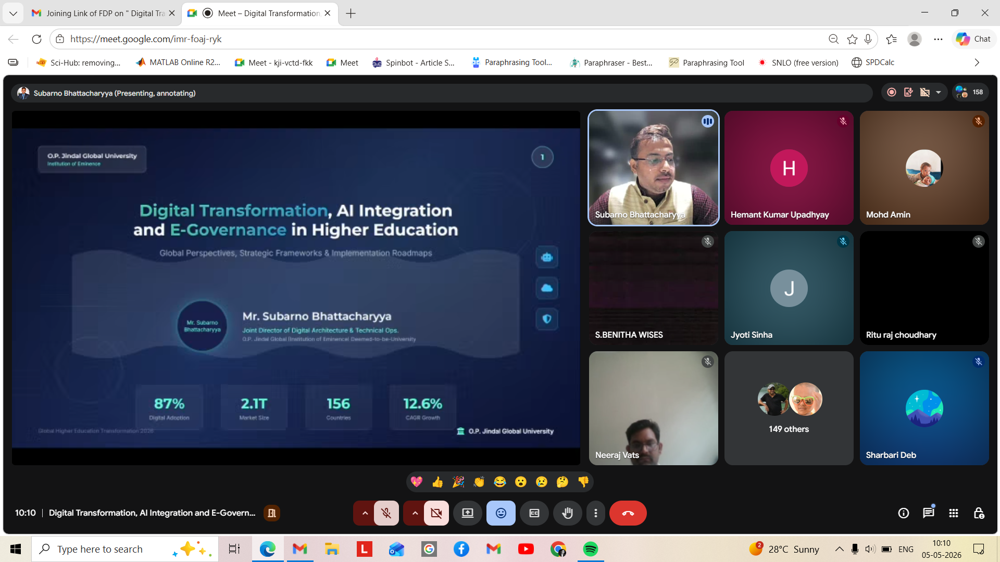 Joining Link of FDP on " Digital Tra
Meet – Digital Transformation,
https://meet.google.com/imr-foaj-ryk
Chat
Sci-Hub: removing...
MATLAB Online R2...
Meet - kji-vctd-fkk
Meet
Spinbot - Article S...
Paraphrasing Tool...
Paraphraser - Best...
Paraphrasing Tool
SNLO (free version)
SPDCalc
Subarno Bhattacharyya (Presenting, annotating)
158
O.P. Jindal Global University
Institution of Eminence
1
Digital Transformation, AI Integration
and E-Governance in Higher Education
Global Perspectives, Strategic Frameworks & Implementation Roadmaps
Mr. Subarno
Bhattacharyya
Mr. Subarno Bhattacharyya
Joint Director of Digital Architecture & Technical Ops.
O.P. Jindal Global (Institution of Eminence) Deemed-to-be-University
87%
Digital Adoption
2.1T
Market Size
156
Countries
12.6%
CAGR Growth
Global Higher Education Transformation 2026
O.P. Jindal Global University
Subarno Bhattacharyya
H
Hemant Kumar Upadhyay
Mohd Amin
S.BENITHA WISES
J
Jyoti Sinha
Ritu raj choudhary
Neeraj Vats
149 others
Sharbari Deb
10:10
Digital Transformation, AI Integration and E-Govern...
Type here to search
L
G
2
28°C Sunny
ENG
10:10
05-05-2026